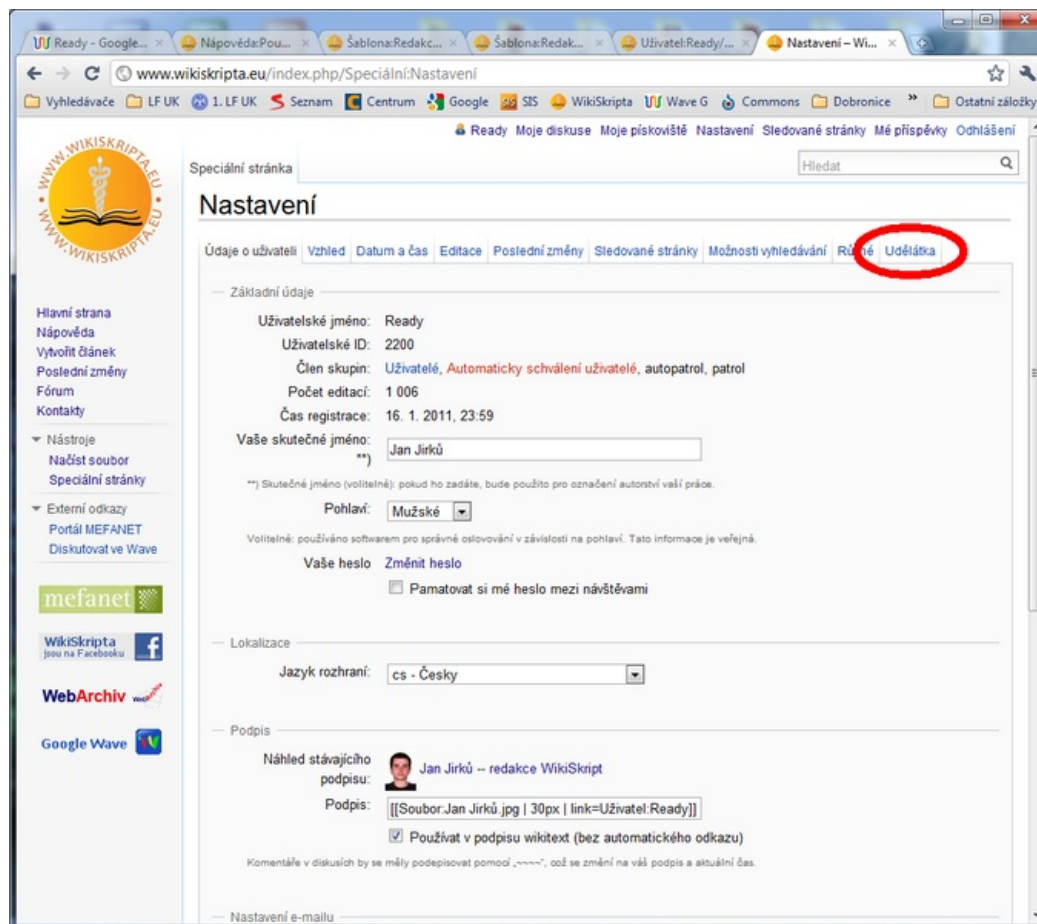 Ready - Google...
Nápověda:Pou...
Šablona:Redakc...
Šablona:Redak...
Uživatel:Ready/...
Nastavení – Wi...
www.wikiskripta.eu/index.php/Speciální:Nastavení
Vyhledávače LF UK 1. LF UK Seznam Centrum Google SIS WikiSkripta Wave G Commons Dobronice » Ostatní záložky
Ready Moje diskuse Moje pískoviště Nastavení Sledované stránky Mé příspěvky Odhlášení
WWW.WIKISKRIPTA.EU • WWW.WIKISKRIPTA.EU •
Speciální stránka
Hledat
Nastavení
Údaje o uživateli Vzhled Datum a čas Editace Poslední změny Sledované stránky Možnosti vyhledávání Různé Udělátka
Hlavní strana
Nápověda
Vytvořit článek
Poslední změny
Fórum
Kontakty
Nástroje
Načíst soubor
Speciální stránky
Externí odkazy
Portál MEFANET
Diskutovat ve Wave
mefanet
WikiSkripta
jsou na Facebooku
WebArchiv
Google Wave
Základní údaje
Uživatelské jméno: Ready
Uživatelské ID: 2200
Člen skupin: Uživatelé, Automaticky schválení uživatelé, autopatrol, patrol
Počet editací: 1 006
Čas registrace: 16. 1. 2011, 23:59
Vaše skutečné jméno: Jan Jirků
**)
**) Skutečné jméno (volitelné): pokud ho zadáte, bude použito pro označení autorství vaší práce.
Pohlaví: Mužské
Volitelné: používáno softwarem pro správné oslovování v závislosti na pohlaví. Tato informace je veřejná.
Vaše heslo Změnit heslo
Pamatovat si mé heslo mezi návštěvami
Lokalizace
Jazyk rozhraní: cs - Česky
Podpis
Náhled stávajícího
podpisu:
Jan Jirků -- redakce WikiSkript
Podpis: [[Soubor:Jan Jirků.jpg | 30px | link=Uživatel:Ready]]
Používat v podpisu wikitext (bez automatického odkazu)
Komentáře v diskusích by se měly podepisovat pomocí „~~~~“, což se změní na váš podpis a aktuální čas.
Nastavení e-mailu